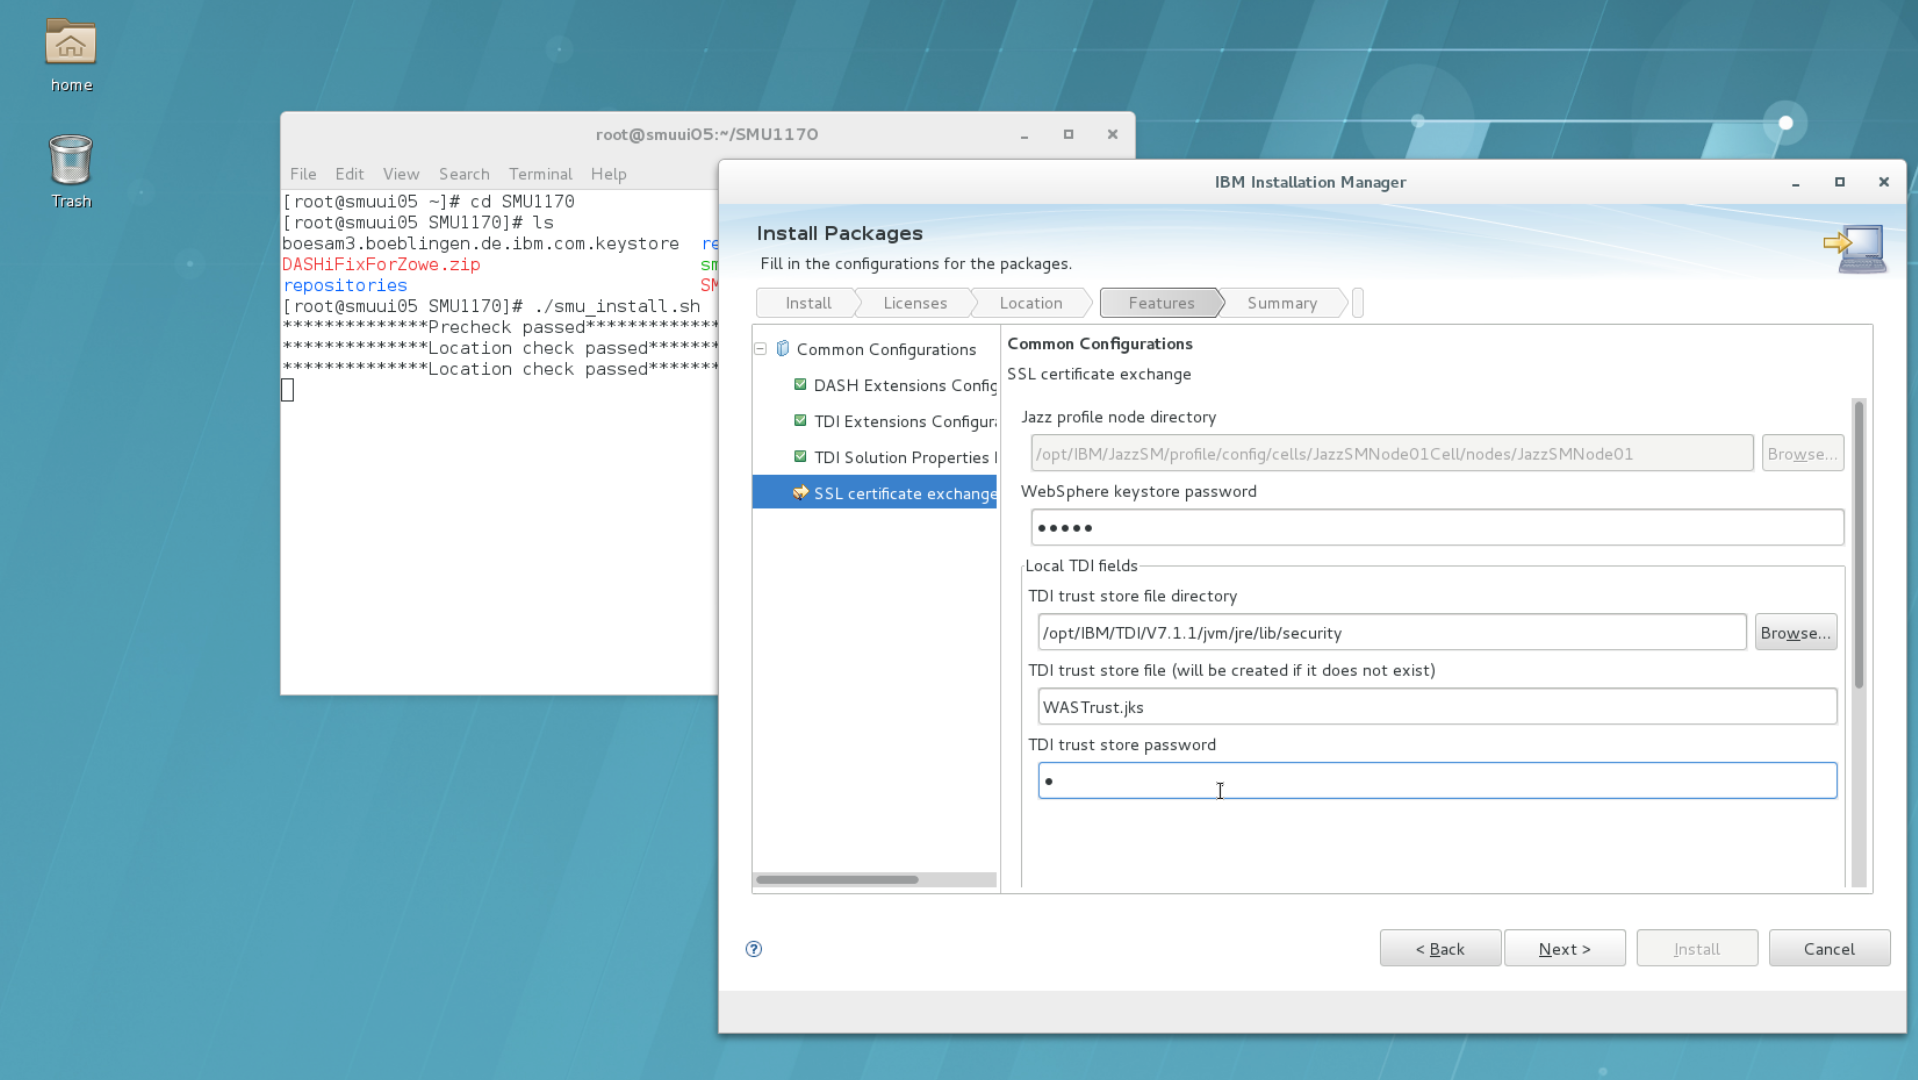 home
Trash
root@smuui05:~/SMU1170
File Edit View Search Terminal Help
[root@smuui05 ~]# cd SMU1170
[root@smuui05 SMU1170]# ls
boesam3.boeblingen.de.ibm.com.keystore re
DASHiFixForZowe.zip sm
repositories SM
[root@smuui05 SMU1170]# ./smu_install.sh
**************Precheck passed*************
**************Location check passed*******
**************Location check passed*******
IBM Installation Manager
Install Packages
Fill in the configurations for the packages.
Install Licenses Location Features Summary
Common Configurations
DASH Extensions Config
TDI Extensions Configura
TDI Solution Properties
SSL certificate exchange
Common Configurations
SSL certificate exchange
Jazz profile node directory
/opt/IBM/JazzSM/profile/config/cells/JazzSMNode01Cell/nodes/JazzSMNode01 Browse...
WebSphere keystore password
•••••
Local TDI fields
TDI trust store file directory
/opt/IBM/TDI/V7.1.1/jvm/jre/lib/security Browse...
TDI trust store file (will be created if it does not exist)
WASTrust.jks
TDI trust store password
•
? < Back Next > Install Cancel